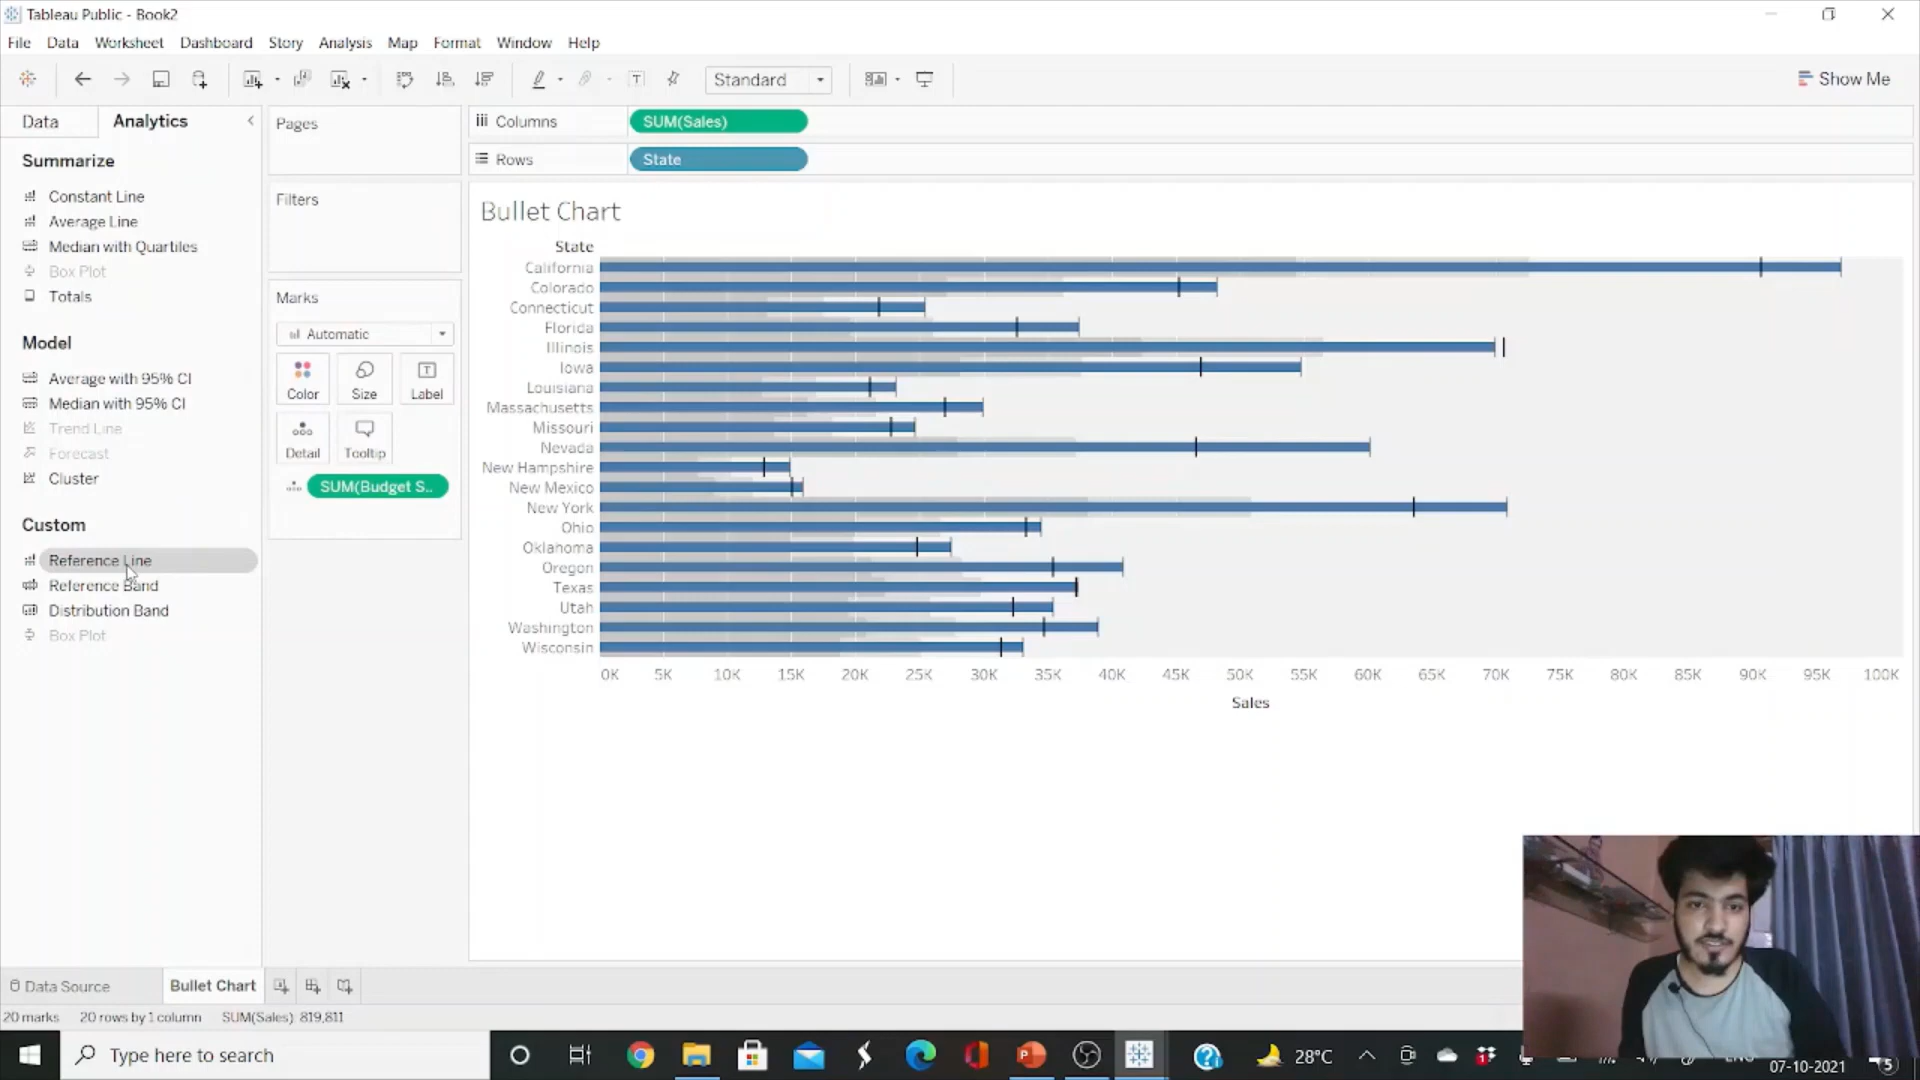 Tableau Public - Book2
File Data Worksheet Dashboard Story Analysis Map Format Window Help
Standard
Show Me
Data Analytics
Summarize
Constant Line
Average Line
Median with Quartiles
Box Plot
Totals
Model
Average with 95% CI
Median with 95% CI
Trend Line
Forecast
Cluster
Custom
Reference Line
Reference Band
Distribution Band
Box Plot
Pages
Filters
Marks
Automatic
Color Size Label
Detail Tooltip
SUM(Budget S..
Columns SUM(Sales)
Rows State
Bullet Chart
State
California
Colorado
Connecticut
Florida
Illinois
Iowa
Louisiana
Massachusetts
Missouri
Nevada
New Hampshire
New Mexico
New York
Ohio
Oklahoma
Oregon
Texas
Utah
Washington
Wisconsin
0K 5K 10K 15K 20K 25K 30K 35K 40K 45K 50K 55K 60K 65K 70K 75K 80K 85K 90K 95K 100K
Sales
Data Source Bullet Chart
20 marks 20 rows by 1 column SUM(Sales) 819,811
Type here to search
28°C
07-10-2021
5